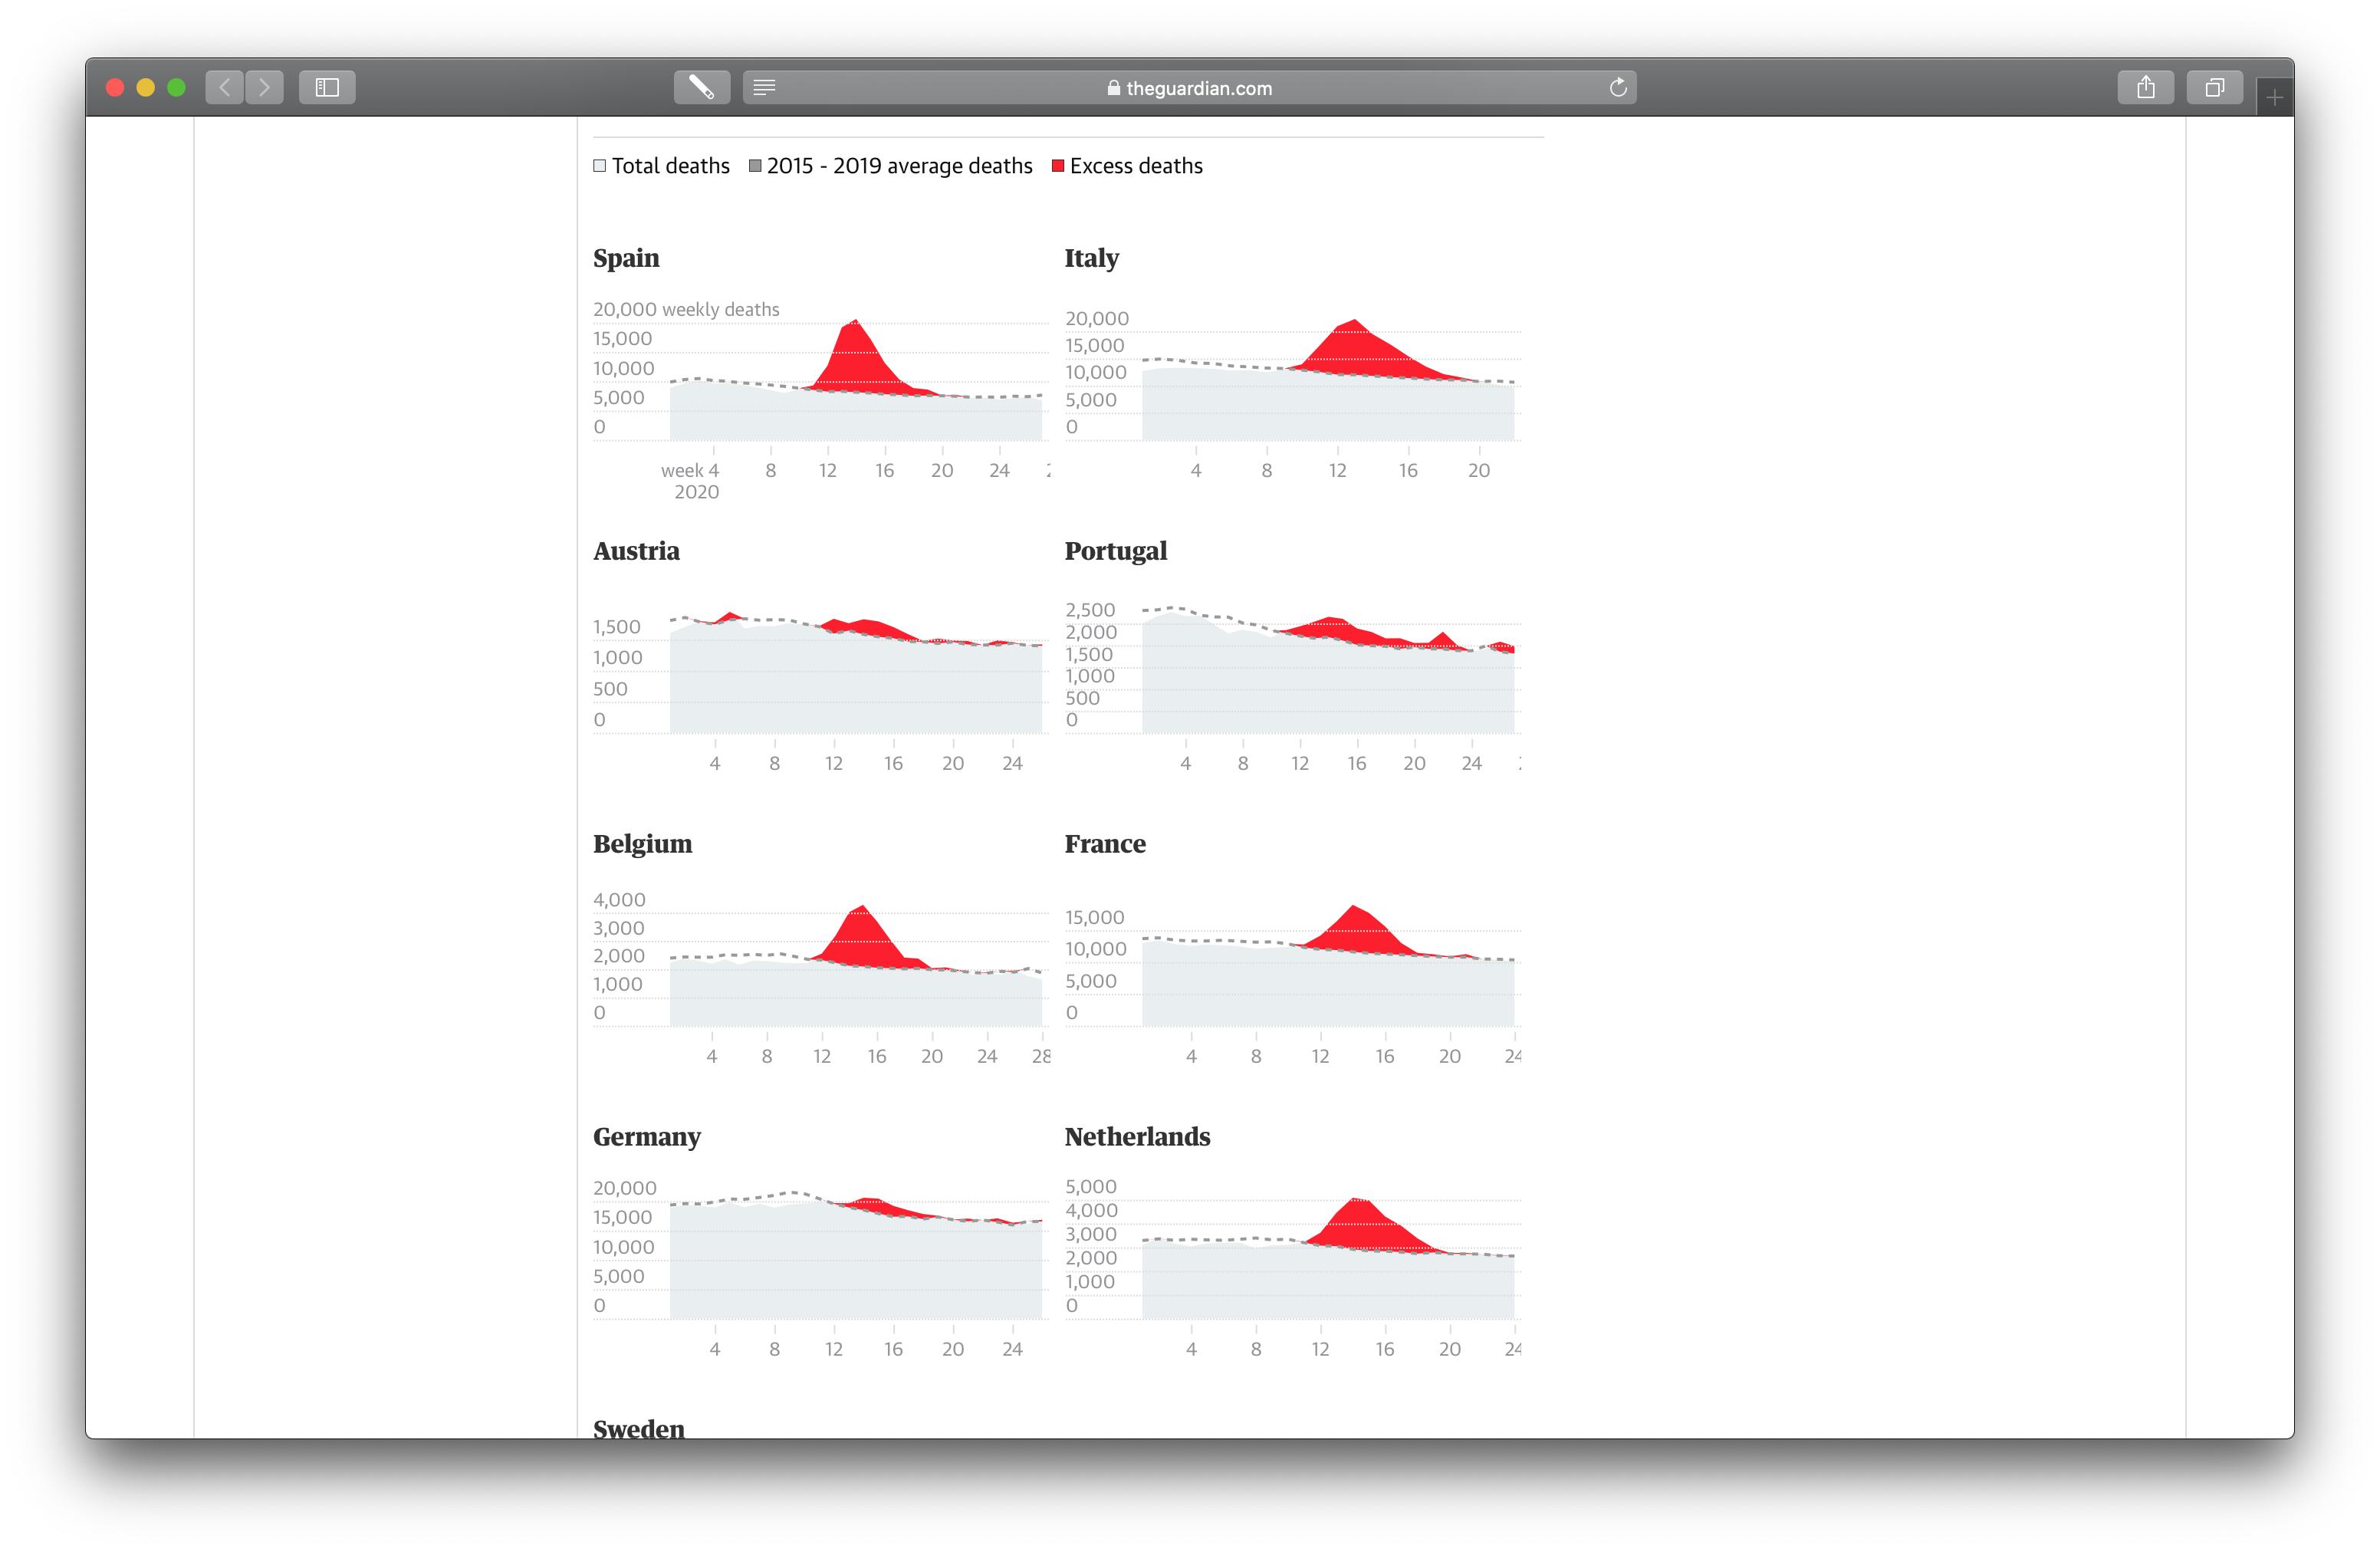 theguardian.com
Total deaths 2015 - 2019 average deaths Excess deaths
Spain
20,000 weekly deaths
15,000
10,000
5,000
0
week 4 8 12 16 20 24
2020
Italy
20,000
15,000
10,000
5,000
0
4 8 12 16 20
Austria
1,500
1,000
500
0
4 8 12 16 20 24
Portugal
2,500
2,000
1,500
1,000
500
0
4 8 12 16 20 24
Belgium
4,000
3,000
2,000
1,000
0
4 8 12 16 20 24 28
France
15,000
10,000
5,000
0
4 8 12 16 20 24
Germany
20,000
15,000
10,000
5,000
0
4 8 12 16 20 24
Netherlands
5,000
4,000
3,000
2,000
1,000
0
4 8 12 16 20 24
Sweden